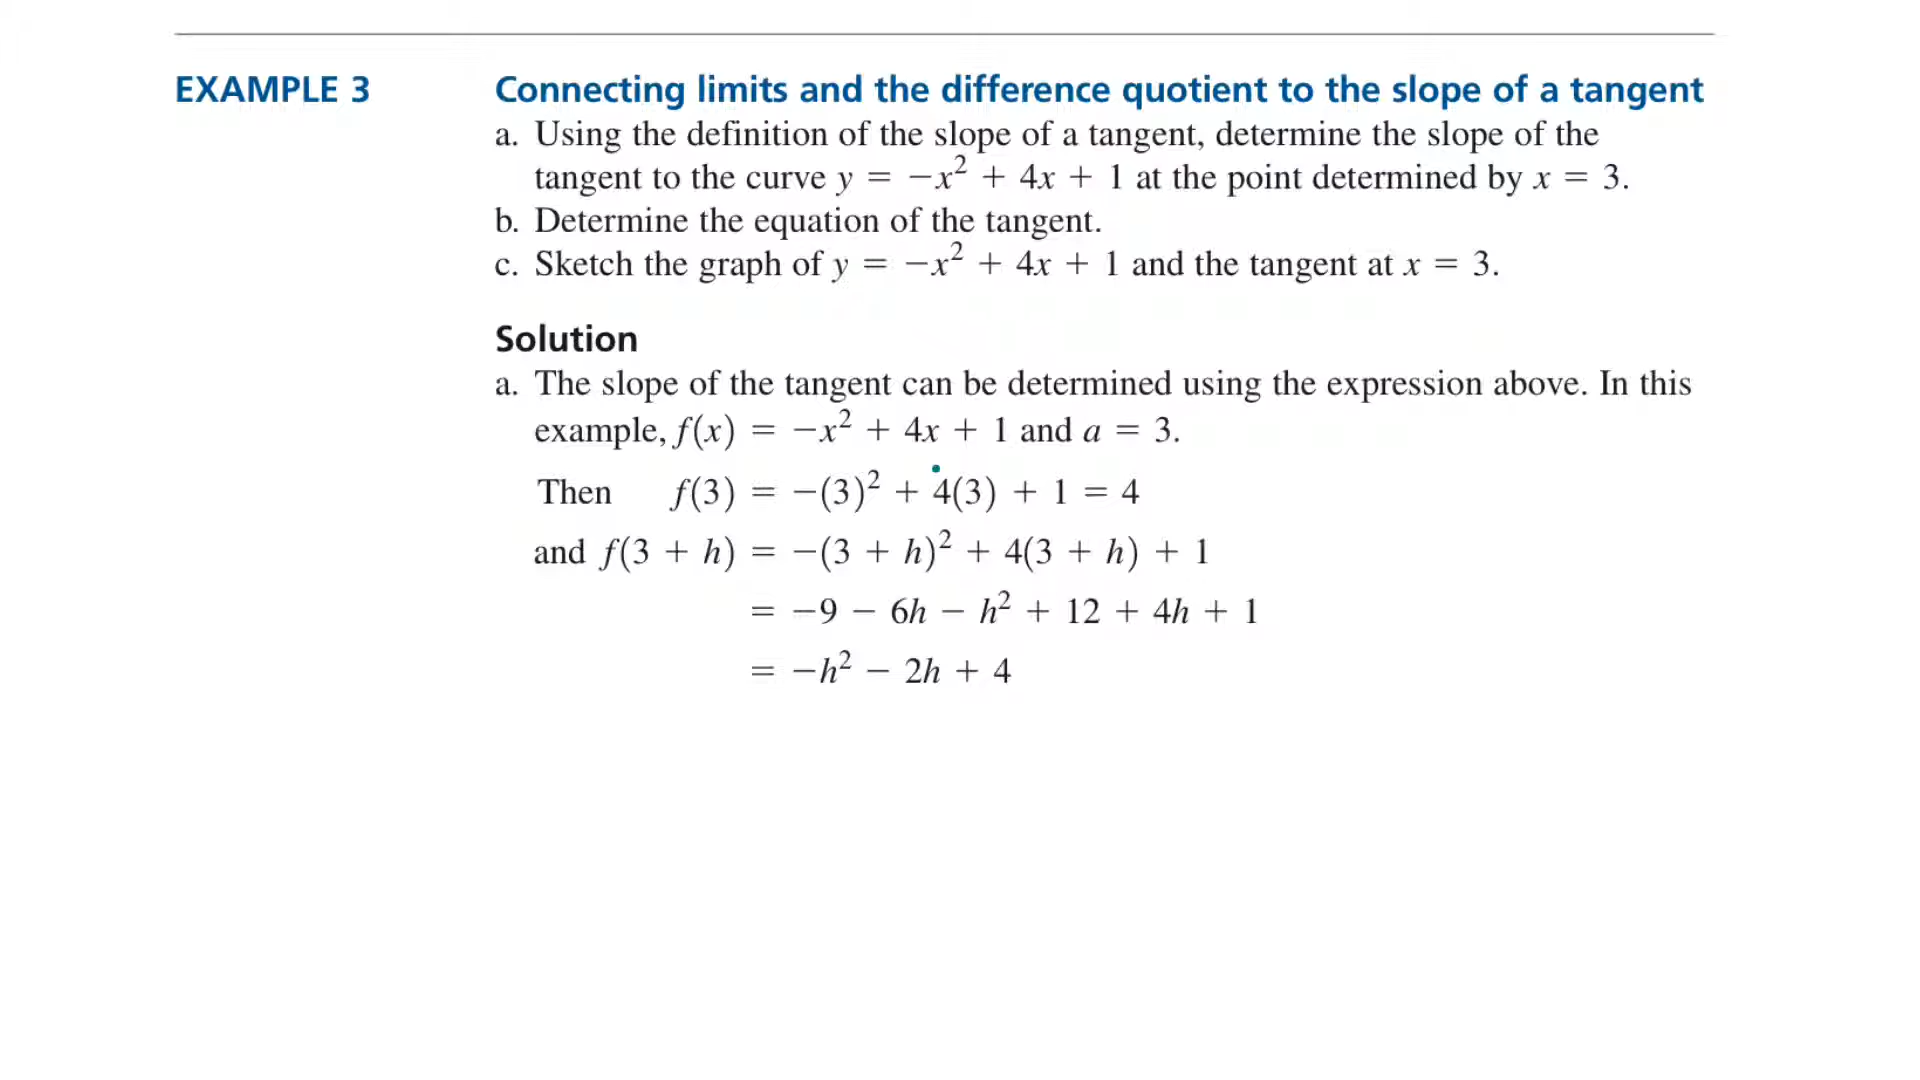 EXAMPLE 3 Connecting limits and the difference quotient to the slope of a tangent
a. Using the definition of the slope of a tangent, determine the slope of the
tangent to the curve y = −x² + 4x + 1 at the point determined by x = 3.
b. Determine the equation of the tangent.
c. Sketch the graph of y = −x² + 4x + 1 and the tangent at x = 3.
Solution
a. The slope of the tangent can be determined using the expression above. In this
example, f(x) = −x² + 4x + 1 and a = 3.
Then f(3) = −(3)² + 4(3) + 1 = 4
and f(3 + h) = −(3 + h)² + 4(3 + h) + 1
= −9 − 6h − h² + 12 + 4h + 1
= −h² − 2h + 4